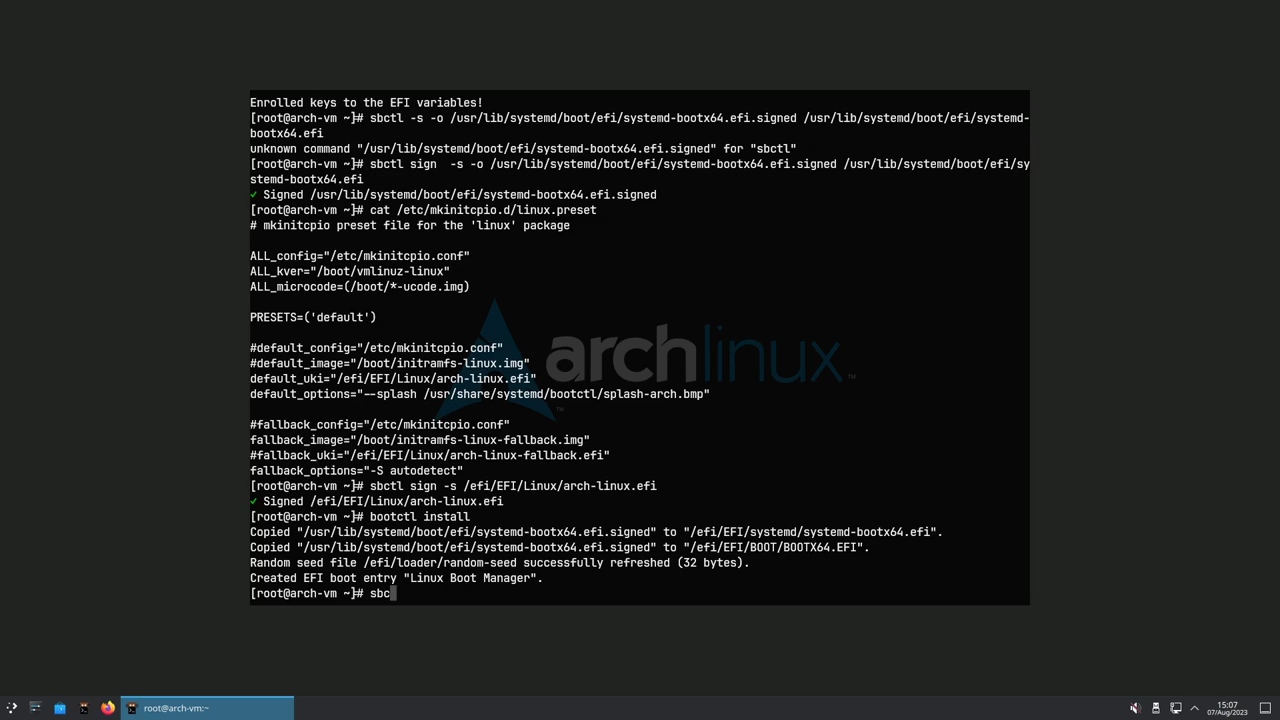 Enrolled keys to the EFI variables!
[root@arch-vm ~]# sbctl -s -o /usr/lib/systemd/boot/efi/systemd-bootx64.efi.signed /usr/lib/systemd/boot/efi/systemd-
bootx64.efi
unknown command "/usr/lib/systemd/boot/efi/systemd-bootx64.efi.signed" for "sbctl"
[root@arch-vm ~]# sbctl sign  -s -o /usr/lib/systemd/boot/efi/systemd-bootx64.efi.signed /usr/lib/systemd/boot/efi/sy
stemd-bootx64.efi
✓ Signed /usr/lib/systemd/boot/efi/systemd-bootx64.efi.signed
[root@arch-vm ~]# cat /etc/mkinitcpio.d/linux.preset
# mkinitcpio preset file for the 'linux' package
ALL_config="/etc/mkinitcpio.conf"
ALL_kver="/boot/vmlinuz-linux"
ALL_microcode=(/boot/*-ucode.img)
PRESETS=('default')
#default_config="/etc/mkinitcpio.conf"
#default_image="/boot/initramfs-linux.img"
default_uki="/efi/EFI/Linux/arch-linux.efi"
default_options="--splash /usr/share/systemd/bootctl/splash-arch.bmp"
#fallback_config="/etc/mkinitcpio.conf"
fallback_image="/boot/initramfs-linux-fallback.img"
#fallback_uki="/efi/EFI/Linux/arch-linux-fallback.efi"
fallback_options="-S autodetect"
[root@arch-vm ~]# sbctl sign -s /efi/EFI/Linux/arch-linux.efi
✓ Signed /efi/EFI/Linux/arch-linux.efi
[root@arch-vm ~]# bootctl install
Copied "/usr/lib/systemd/boot/efi/systemd-bootx64.efi.signed" to "/efi/EFI/systemd/systemd-bootx64.efi".
Copied "/usr/lib/systemd/boot/efi/systemd-bootx64.efi.signed" to "/efi/EFI/BOOT/BOOTX64.EFI".
Random seed file /efi/loader/random-seed successfully refreshed (32 bytes).
Created EFI boot entry "Linux Boot Manager".
[root@arch-vm ~]# sbc
archlinux™
™
root@arch-vm:~
15:07
07/Aug/2023